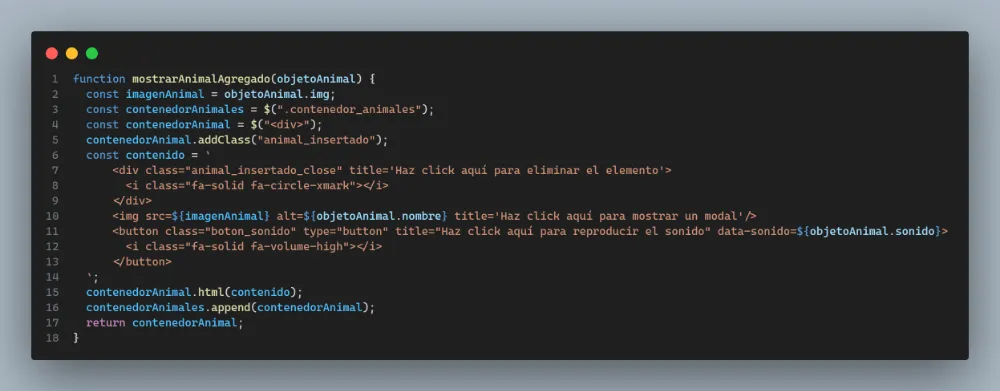 1 function mostrarAnimalAgregado(objetoAnimal) {
2   const imagenAnimal = objetoAnimal.img;
3   const contenedorAnimales = $(".contenedor_animales");
4   const contenedorAnimal = $("<div>");
5   contenedorAnimal.addClass("animal_insertado");
6   const contenido = `
7       <div class="animal_insertado_close" title='Haz click aquí para eliminar el elemento'>
8         <i class="fa-solid fa-circle-xmark"></i>
9       </div>
10       <img src=${imagenAnimal} alt=${objetoAnimal.nombre} title='Haz click aquí para mostrar un modal'/>
11       <button class="boton_sonido" type="button" title="Haz click aquí para reproducir el sonido" data-sonido=${objetoAnimal.sonido}>
12         <i class="fa-solid fa-volume-high"></i>
13       </button>
14   `;
15   contenedorAnimal.html(contenido);
16   contenedorAnimales.append(contenedorAnimal);
17   return contenedorAnimal;
18 }